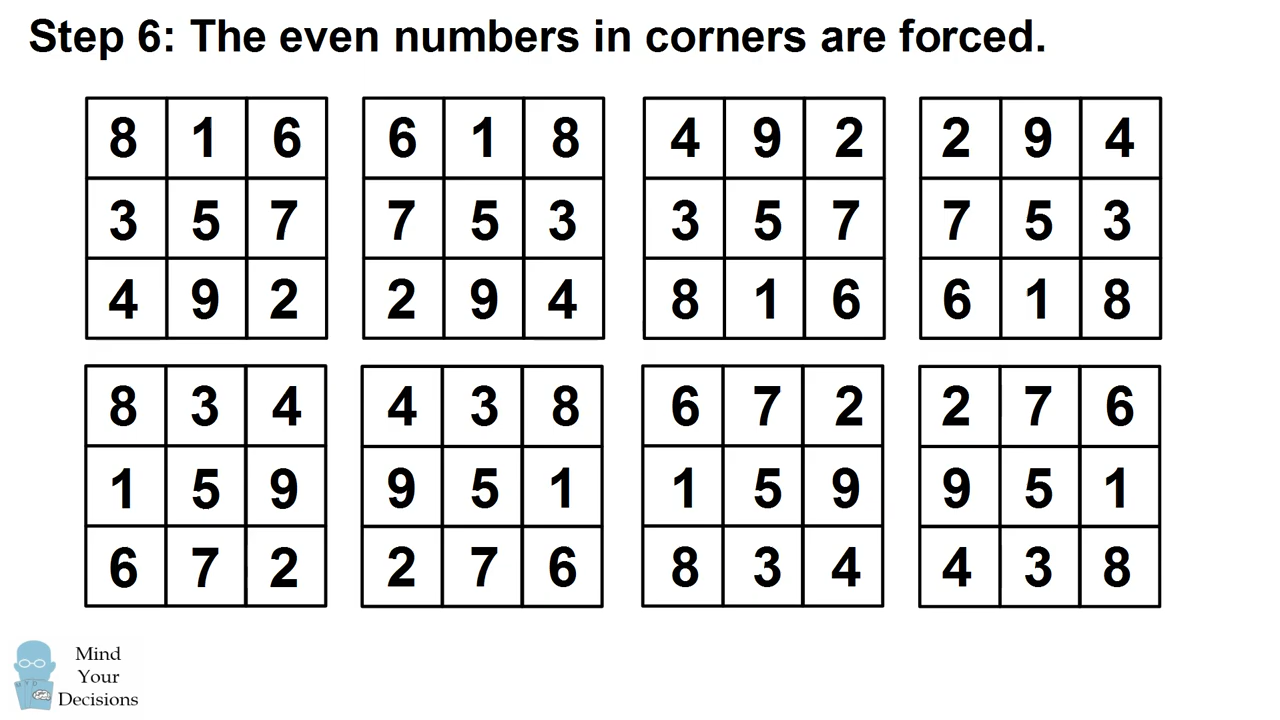 Step 6: The even numbers in corners are forced.
8 1 6 6 1 8 4 9 2 2 9 4
3 5 7 7 5 3 3 5 7 7 5 3
4 9 2 2 9 4 8 1 6 6 1 8
8 3 4 4 3 8 6 7 2 2 7 6
1 5 9 9 5 1 1 5 9 9 5 1
6 7 2 2 7 6 8 3 4 4 3 8
Mind
Your
Decisions